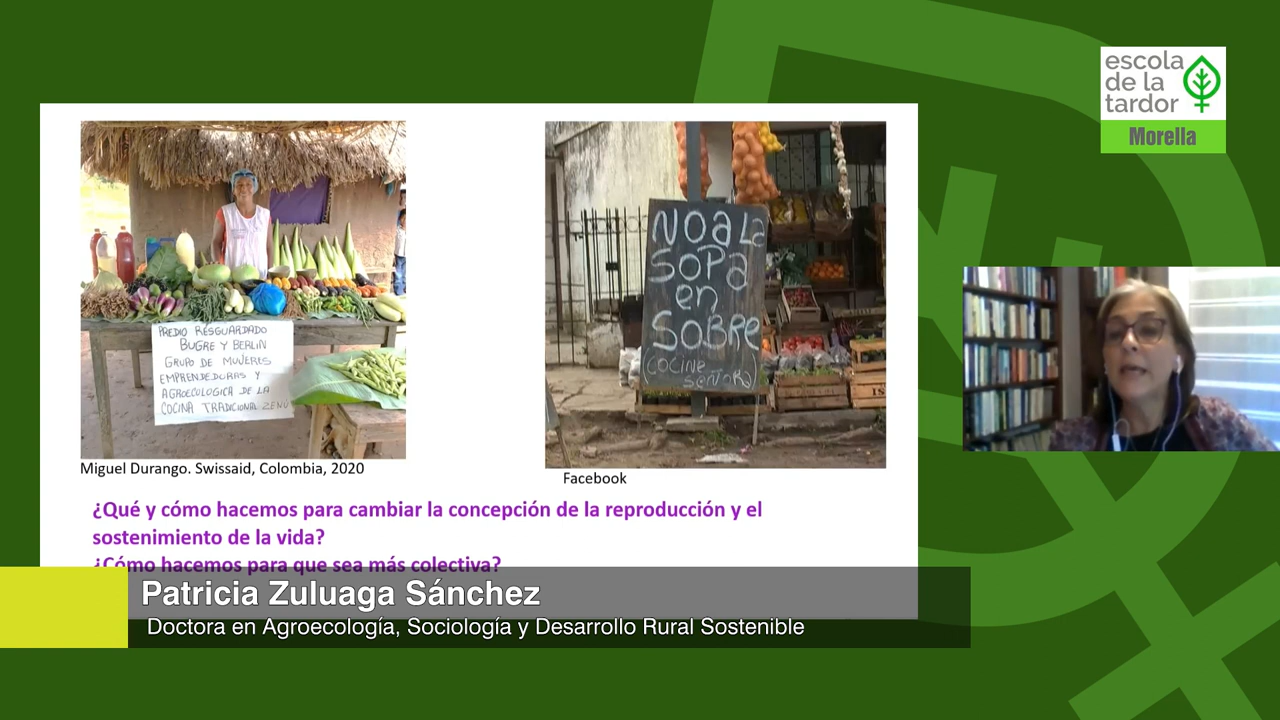 escola
de la
tardor
Morella
PREDIO RESGUARDADO
BUGRE Y BERLIN
GRUPO DE MUJERES
EMPRENDEDURAS Y
AGROECOLOGICA DE LA
COCINA TRADICIONAL ZENÚ
NO a La
SOPa
en
SOBRe
(COCINE
SEÑORA)
Miguel Durango. Swissaid, Colombia, 2020
Facebook
¿Qué y cómo hacemos para cambiar la concepción de la reproducción y el
sostenimiento de la vida?
¿Cómo hacemos para que sea más colectiva?
Patricia Zuluaga Sánchez
Doctora en Agroecología, Sociología y Desarrollo Rural Sostenible